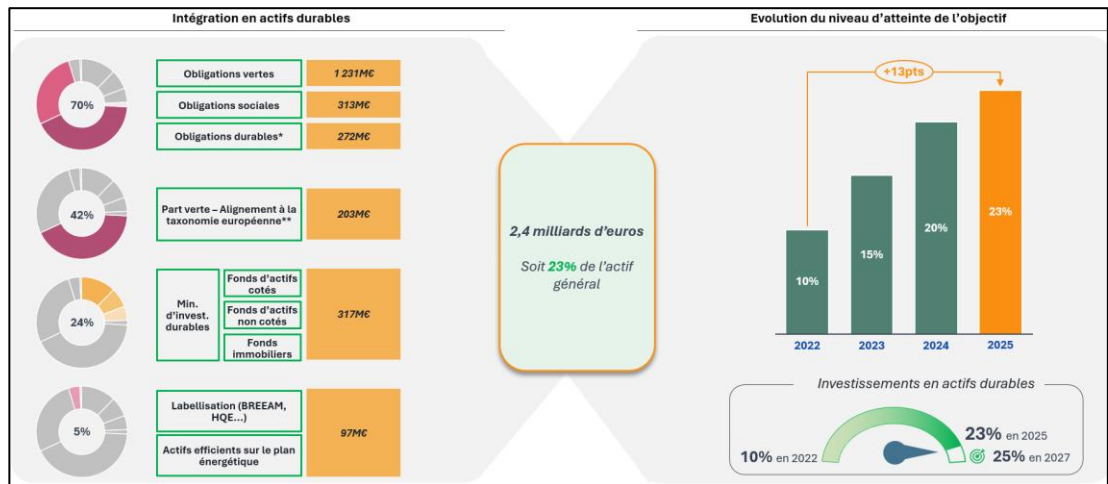 Intégration en actifs durables
70%
Obligations vertes
1 231M€
Obligations sociales
313M€
Obligations durables*
272M€
42%
Part verte – Alignement à la
taxonomie européenne**
203M€
24%
Min.
d'invest.
durables
Fonds d'actifs
cotés
Fonds d'actifs
non cotés
Fonds
immobiliers
317M€
5%
Labellisation (BREEAM,
HQE...)
Actifs efficients sur le plan
énergétique
97M€
2,4 milliards d'euros
Soit 23% de l'actif
général
Evolution du niveau d'atteinte de l'objectif
+13pts
10%
15%
20%
23%
2022
2023
2024
2025
Investissements en actifs durables
10% en 2022
23% en 2025
25% en 2027